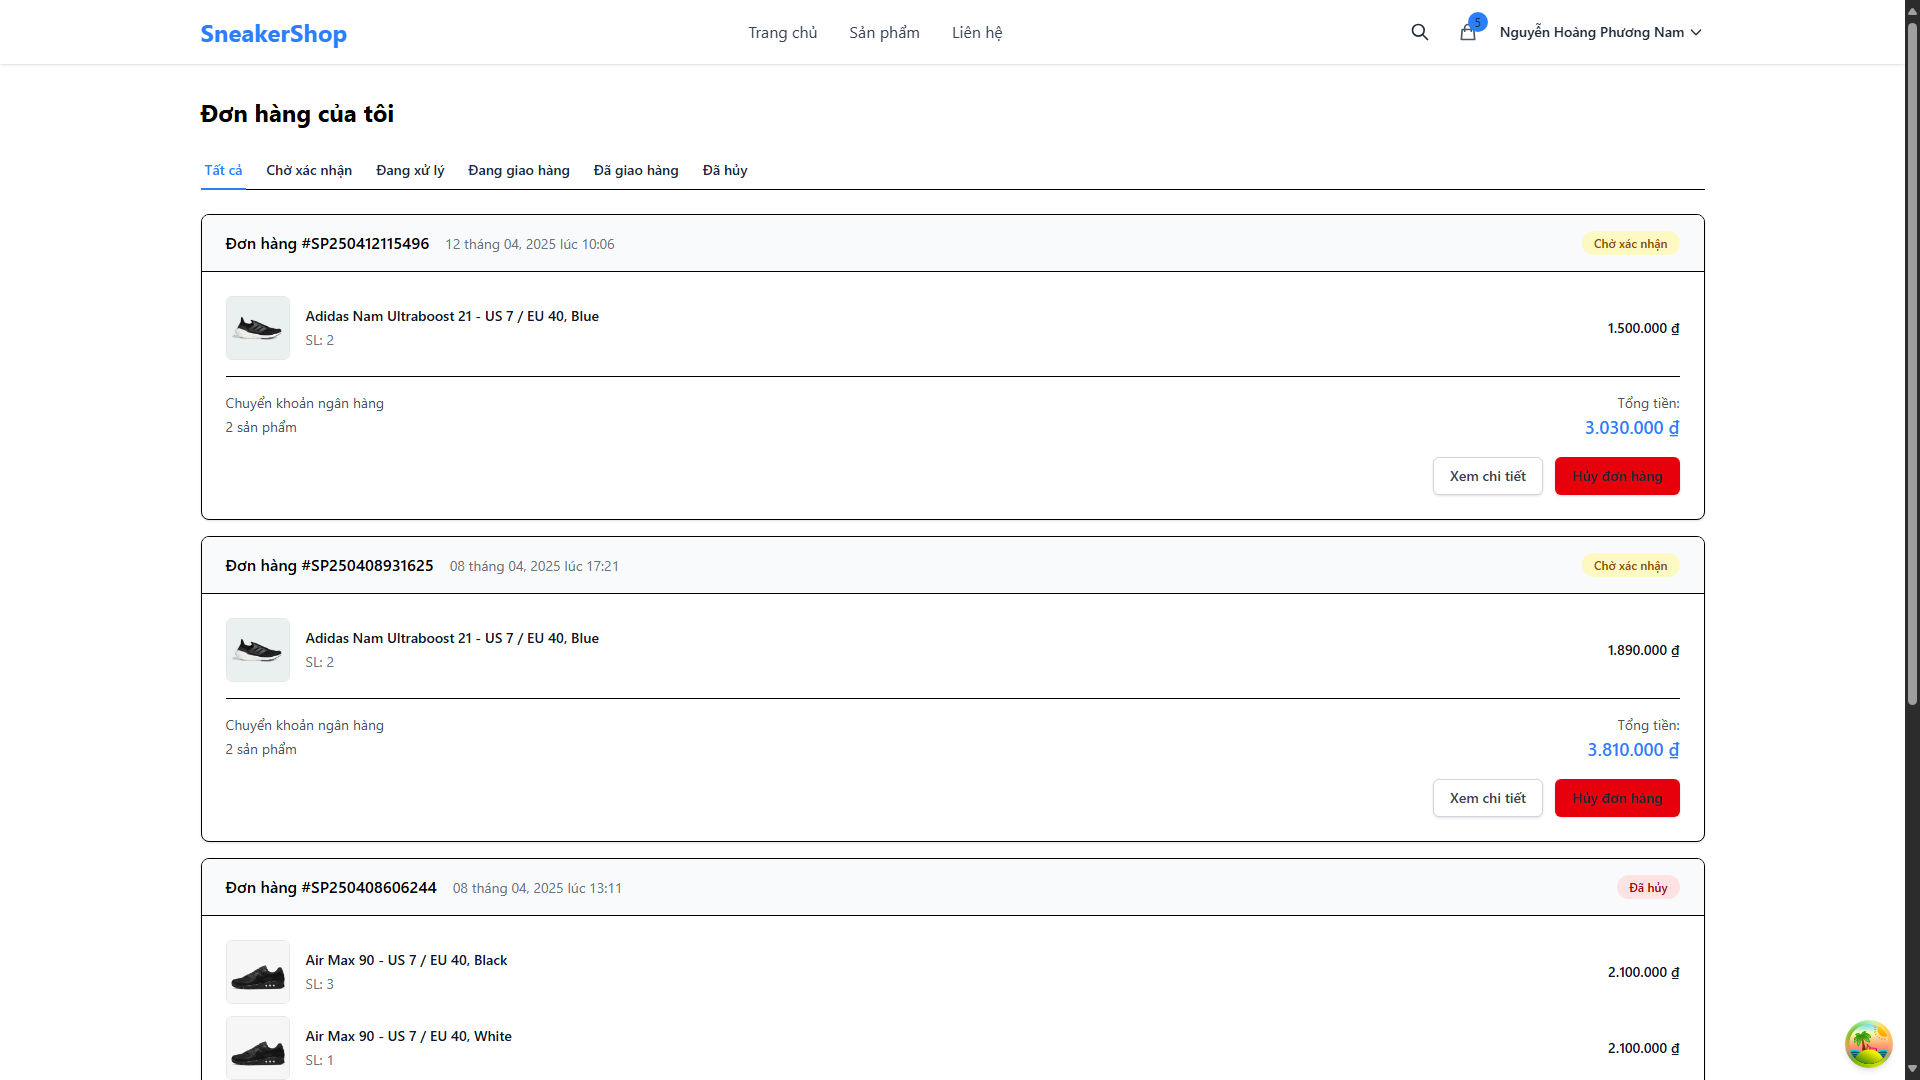 SneakerShop
Trang chủ
Sản phẩm
Liên hệ
5
Nguyễn Hoàng Phương Nam
Đơn hàng của tôi
Tất cả
Chờ xác nhận
Đang xử lý
Đang giao hàng
Đã giao hàng
Đã hủy
Đơn hàng #SP250412115496
12 tháng 04, 2025 lúc 10:06
Chờ xác nhận
Adidas Nam Ultraboost 21 - US 7 / EU 40, Blue
SL: 2
1.500.000 ₫
Chuyển khoản ngân hàng
2 sản phẩm
Tổng tiền:
3.030.000 ₫
Xem chi tiết
Hủy đơn hàng
Đơn hàng #SP250408931625
08 tháng 04, 2025 lúc 17:21
Chờ xác nhận
Adidas Nam Ultraboost 21 - US 7 / EU 40, Blue
SL: 2
1.890.000 ₫
Chuyển khoản ngân hàng
2 sản phẩm
Tổng tiền:
3.810.000 ₫
Xem chi tiết
Hủy đơn hàng
Đơn hàng #SP250408606244
08 tháng 04, 2025 lúc 13:11
Đã hủy
Air Max 90 - US 7 / EU 40, Black
SL: 3
2.100.000 ₫
Air Max 90 - US 7 / EU 40, White
SL: 1
2.100.000 ₫